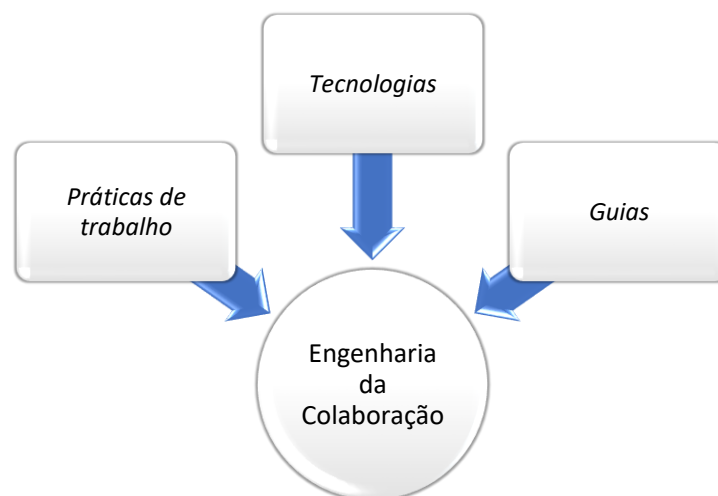 Tecnologias
Práticas de
trabalho
Guias
Engenharia
da
Colaboração